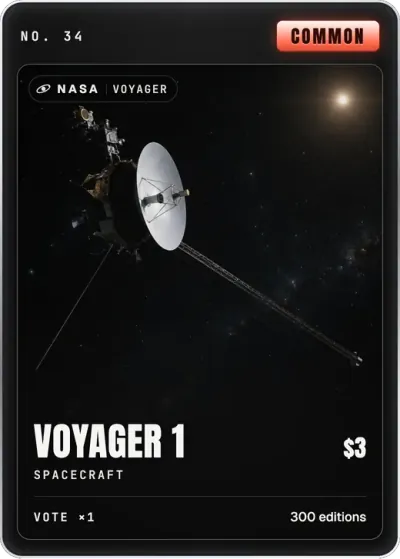 NO. 34
COMMON
NASA | VOYAGER
VOYAGER 1
$3
SPACECRAFT
VOTE ×1
300 editions